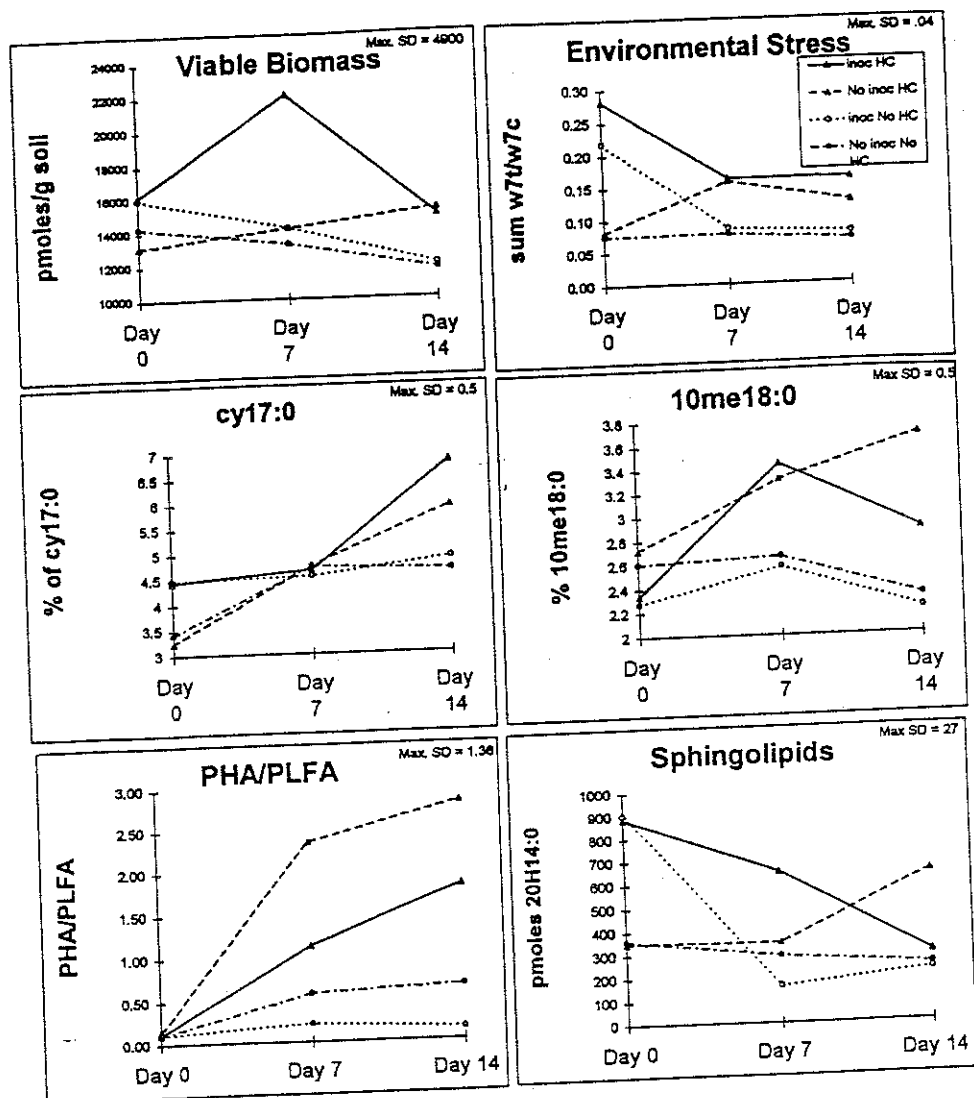 Max. SD = 4900
Viable Biomass
pmoles/g soil
24000
22000
20000
18000
16000
14000
12000
10000
Day 0
Day 7
Day 14
Max. SD = .04
Environmental Stress
inoc HC
No inoc HC
inoc No HC
No inoc No HC
sum w7t/w7c
0.30
0.25
0.20
0.15
0.10
0.05
0.00
Day 0
Day 7
Day 14
Max. SD = 0.5
cy17:0
% of cy17:0
7
6.5
6
5.5
5
4.5
4
3.5
3
Day 0
Day 7
Day 14
Max SD = 0.5
10me18:0
% 10me18:0
3.8
3.6
3.4
3.2
3
2.8
2.6
2.4
2.2
2
Day 0
Day 7
Day 14
Max. SD = 1.36
PHA/PLFA
PHA/PLFA
3.00
2.50
2.00
1.50
1.00
0.50
0.00
Day 0
Day 7
Day 14
Max SD = 27
Sphingolipids
pmoles 20H14:0
1000
900
800
700
600
500
400
300
200
100
0
Day 0
Day 7
Day 14